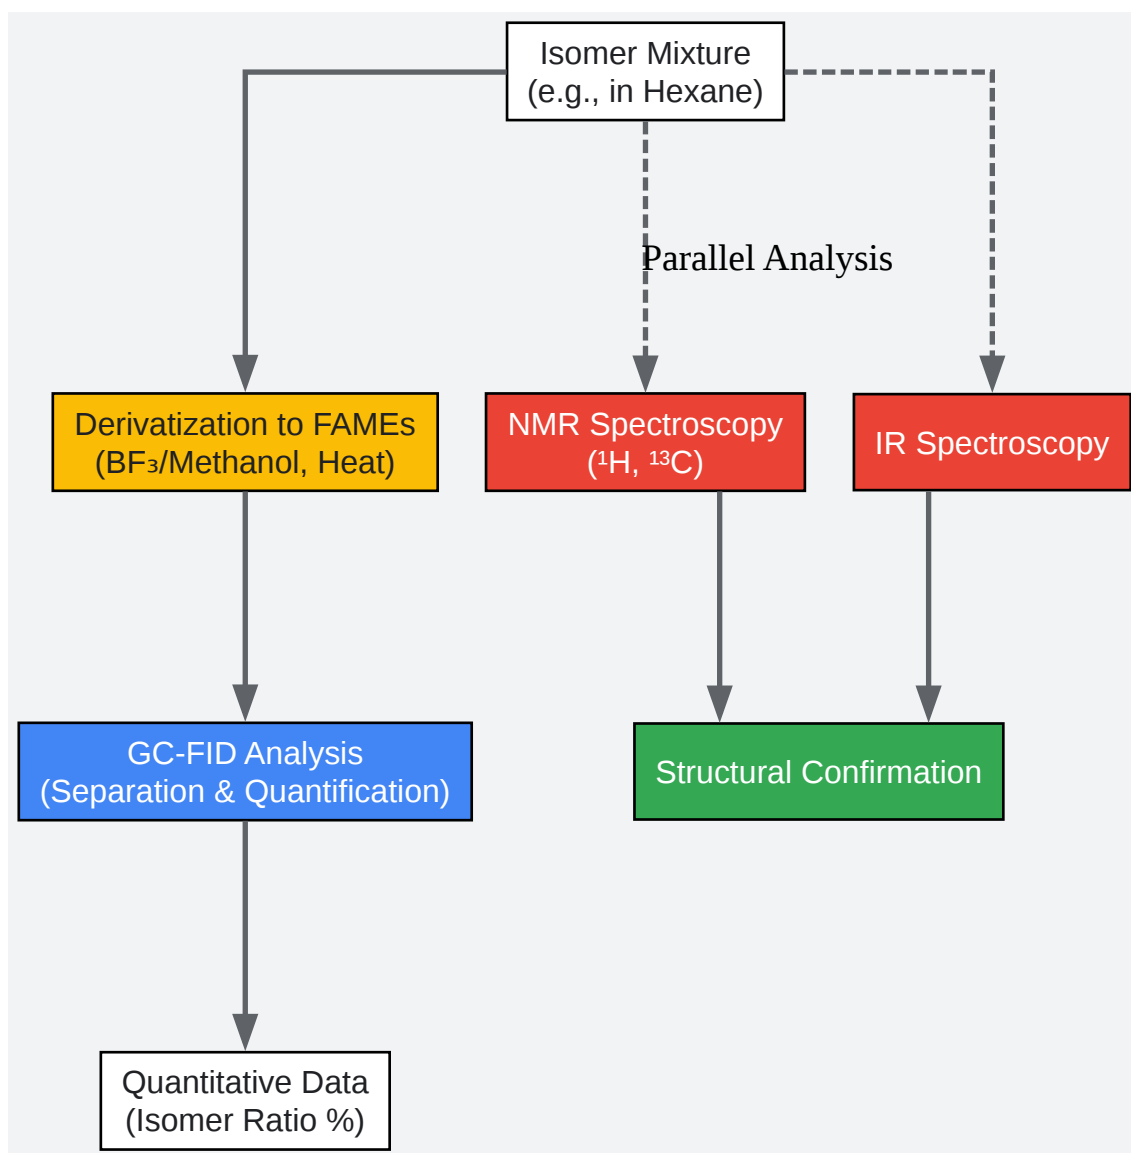 Isomer Mixture
(e.g., in Hexane)
Parallel Analysis
Derivatization to FAMEs
(BF₃/Methanol, Heat)
NMR Spectroscopy
(¹H, ¹³C)
IR Spectroscopy
GC-FID Analysis
(Separation & Quantification)
Structural Confirmation
Quantitative Data
(Isomer Ratio %)